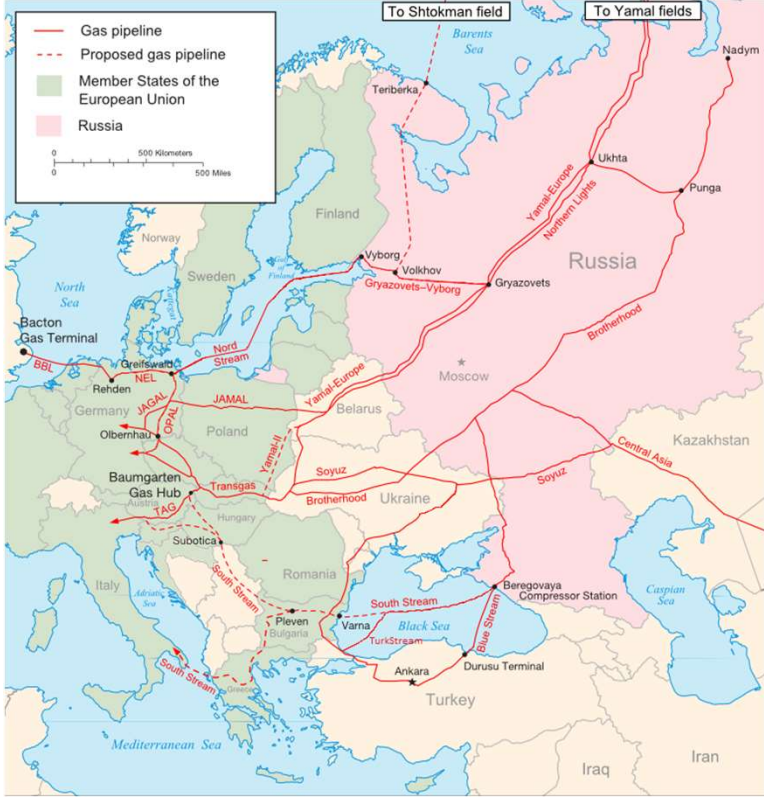 To Shtokman field
To Yamal fields
Gas pipeline
Proposed gas pipeline
Member States of the
European Union
Russia
0 500 Kilometers
0 500 Miles
Barents
Sea
Nadym
Teriberka
Ukhta
Punga
Yamal-Europe
Northern Lights
Finland
Norway
Sweden
Vyborg
Gulf
of
Finland
Volkhov
Gryazovets
Gryazovets–Vyborg
Russia
North
Sea
Kattegat
Brotherhood
Bacton
Gas Terminal
BBL
Greifswald
Nord
Stream
NEL
Rehden
Moscow
Yamal-Europe
Belarus
Germany
JAGAL
OPAL
JAMAL
Poland
Olbernhau
Yamal-II
Kazakhstan
Central Asia
Baumgarten
Gas Hub
Transgas
Soyuz
Soyuz
Brotherhood
Ukraine
Austria
TAG
Hungary
Subotica
Romania
Italy
Adriatic
Sea
South Stream
Beregovaya
Compressor Station
Caspian
Sea
South Stream
Pleven
Bulgaria
Varna
Black Sea
TurkStream
Blue Stream
South Stream
Greece
Ankara
Durusu Terminal
Turkey
Mediterranean Sea
Iraq
Iran